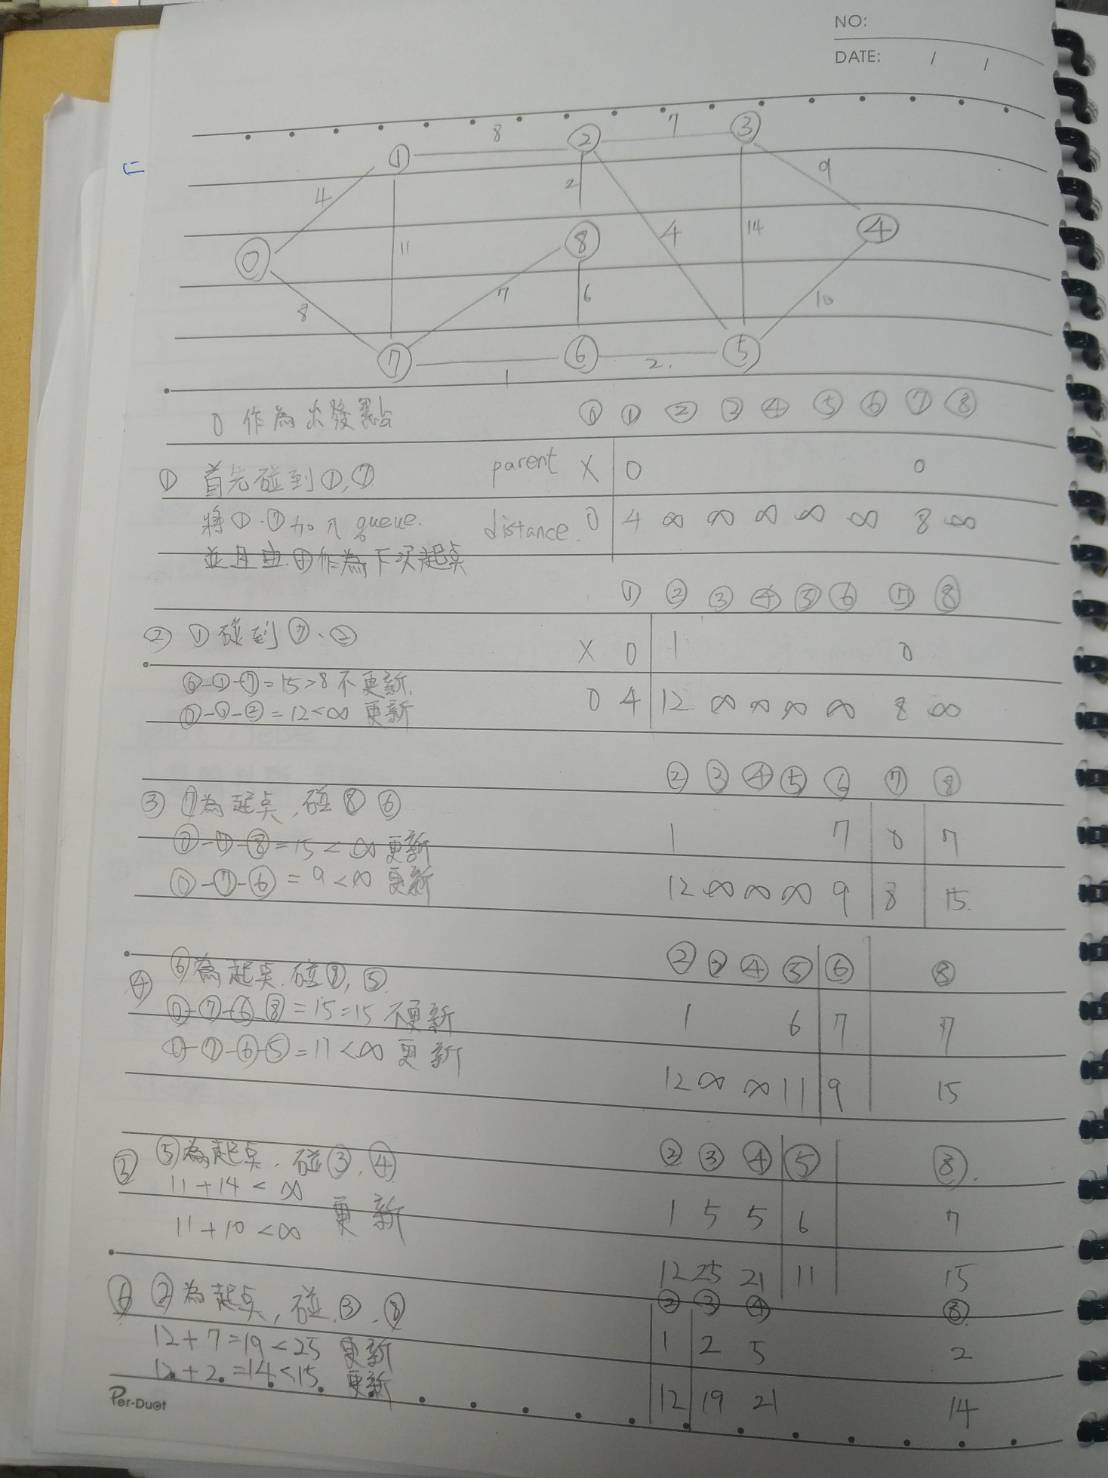 NO:
DATE: / /
① 8 ② 7 ③
4 2 9
⓪ 11 ⑧ 4 14 ④
8 7 6 10
⑦ 1 ⑥ 2. ⑤
0 作為出發點 ⓪ ① ② ③ ④ ⑤ ⑥ ⑦ ⑧
① 首先碰到①,⑦ parent X 0 0
將①.⑦加入queue. distance. 0 4 ∞ ∞ ∞ ∞ ∞ 8 ∞
並且由①作為下次起点
① ② ③ ④ ⑤ ⑥ ⑦ ⑧
② ①碰到⑦、② X 0 1 0
⓪-①-⑦=15>8 不更新. 0 4 12 ∞ ∞ ∞ ∞ 8 ∞
⓪-①-②=12<∞ 更新
② ③ ④ ⑤ ⑥ ⑦ ⑧
③ ⑦為起点,碰⑧ ⑥ 1 7 0 7
⓪-⑦-⑧=15<∞ 更新
⓪-⑦-⑥=9<∞ 更新 12 ∞ ∞ ∞ 9 8 15
④ ⑥為起点.碰⑧,⑤ ② ③ ④ ⑤ ⑥ ⑧
⓪-⑦-⑥-⑧=15=15 不更新 1 6 7 7
⓪-⑦-⑥-⑤=11<∞ 更新
12 ∞ ∞ 11 9 15
⑤ ⑤為起点.碰③,④ ② ③ ④ ⑤ ⑧.
11+14<∞ 更新 1 5 5 6 7
11+10<∞
12 25 21 11 15
⑥ ②為起点,碰.③.⑧ ② ③ ④ ⑧
12+7=19<25 更新 1 2 5 2
12+2=14<15. 更新 12 19 21 14
Per-Duet